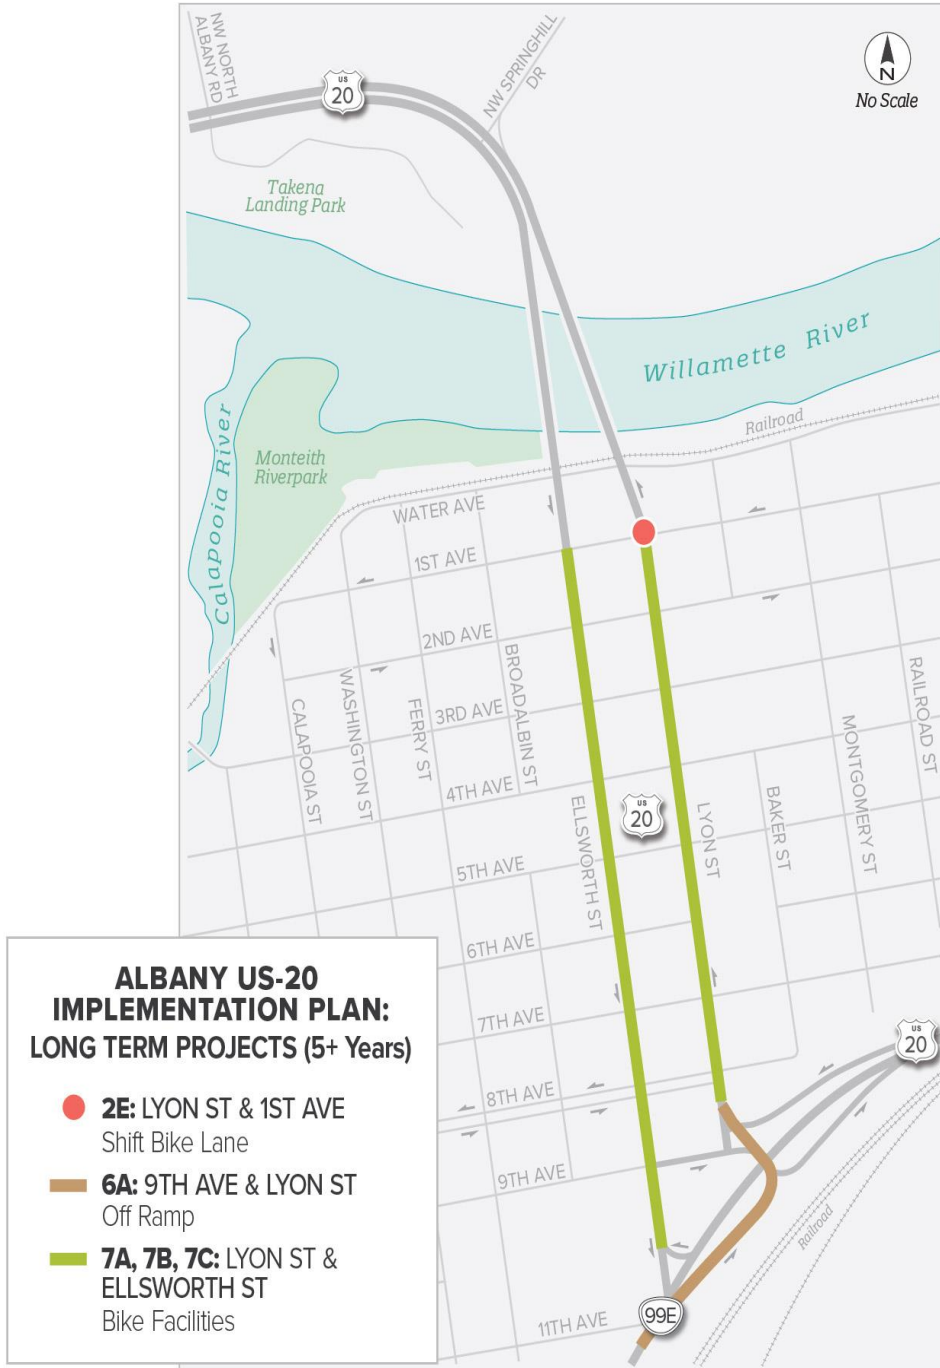 NW NORTH
ALBANY RD
US
20
NW SPRINGHILL
DR
N
No Scale
Takena
Landing Park
Willamette River
Calapooia River
Monteith
Riverpark
Railroad
WATER AVE
1ST AVE
2ND AVE
3RD AVE
4TH AVE
5TH AVE
6TH AVE
7TH AVE
8TH AVE
9TH AVE
11TH AVE
CALAPOOIA ST
WASHINGTON ST
FERRY ST
BROADALBIN ST
ELLSWORTH ST
US
20
LYON ST
BAKER ST
MONTGOMERY ST
RAILROAD ST
US
20
Railroad
99E
ALBANY US-20
IMPLEMENTATION PLAN:
LONG TERM PROJECTS (5+ Years)
2E: LYON ST & 1ST AVE
Shift Bike Lane
6A: 9TH AVE & LYON ST
Off Ramp
7A, 7B, 7C: LYON ST &
ELLSWORTH ST
Bike Facilities